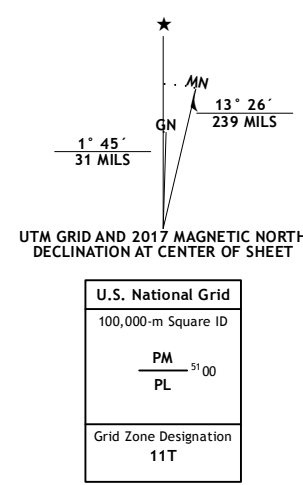 ★
MN
GN
13° 26´
239 MILS
1° 45´
31 MILS
UTM GRID AND 2017 MAGNETIC NORTH
DECLINATION AT CENTER OF SHEET
U.S. National Grid
100,000-m Square ID
PM
51 00
PL
Grid Zone Designation
11T